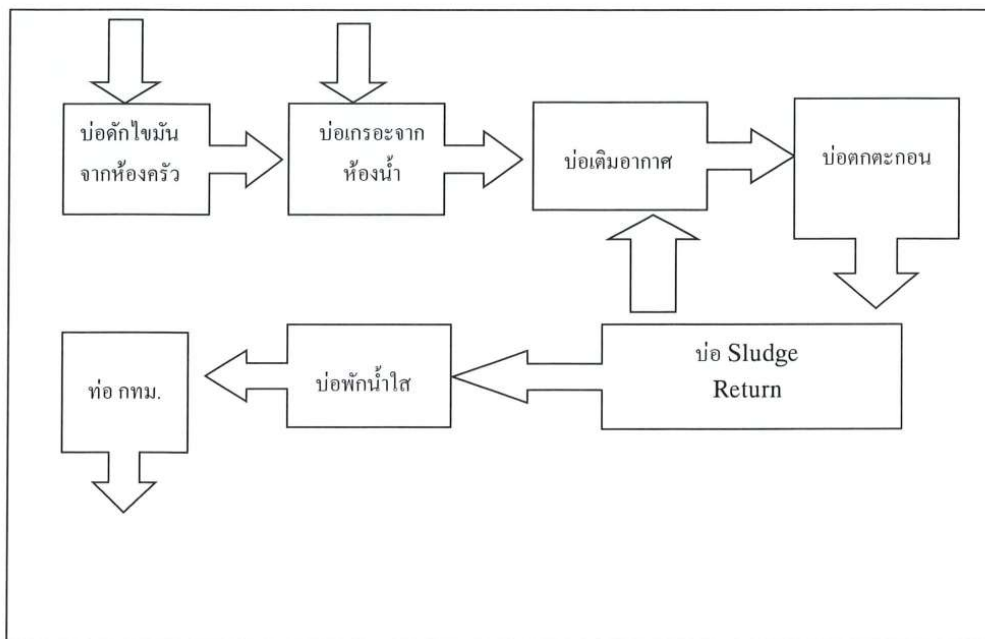 บ่อดักไขมัน
จากห้องครัว
บ่อเกรอะจาก
ห้องน้ำ
บ่อเติมอากาศ
บ่อตกตะกอน
ท่อ กทม.
บ่อพักน้ำใส
บ่อ Sludge
Return